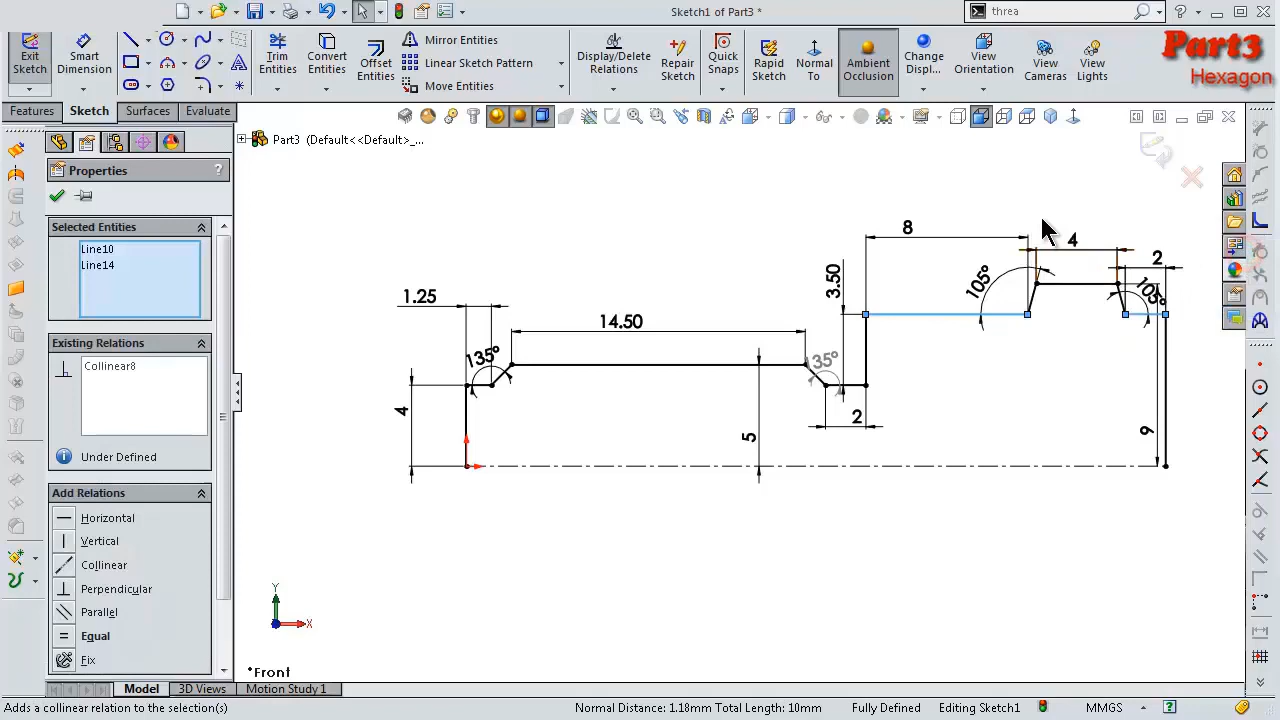 Sketch1 of Part3 *
threa
Part3
Hexagon
Exit Sketch
Smart Dimension
Trim Entities
Convert Entities
Offset Entities
Mirror Entities
Linear Sketch Pattern
Move Entities
Display/Delete Relations
Repair Sketch
Quick Snaps
Rapid Sketch
Normal To
Ambient Occlusion
Change Displ...
View Orientation
View Cameras
View Lights
Features
Sketch
Surfaces
Evaluate
Part3 (Default<<Default>_...
Properties
?
Selected Entities
Line10
Line14
Existing Relations
Collinear8
Under Defined
Add Relations
Horizontal
Vertical
Collinear
Perpendicular
Parallel
Equal
Fix
8
4
2
3.50
105°
105°
1.25
14.50
135°
135°
4
5
2
9
Y
X
*Front
Model
3D Views
Motion Study 1
Adds a collinear relation to the selection(s)
Normal Distance: 1.18mm Total Length: 10mm
Fully Defined
Editing Sketch1
MMGS